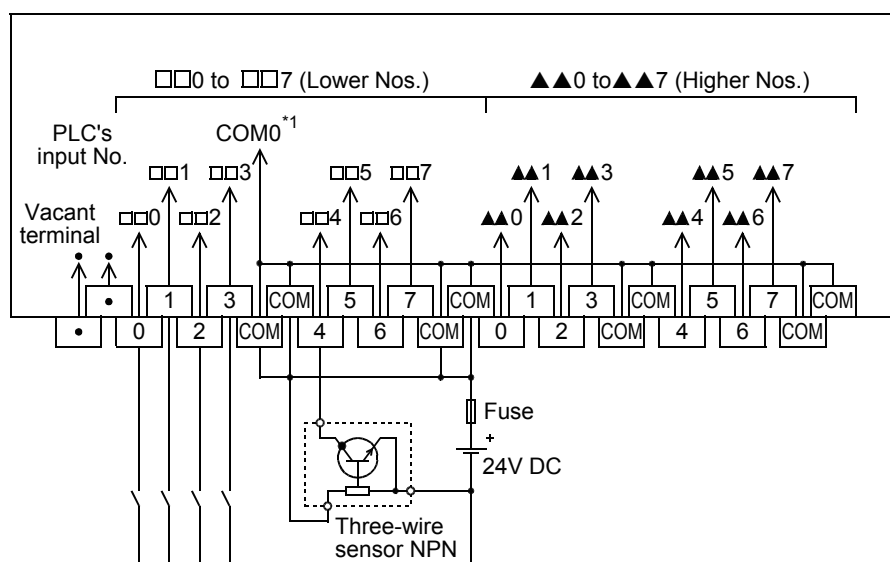 □□0 to □□7 (Lower Nos.) ▲▲0 to▲▲7 (Higher Nos.)
PLC's
input No.
COM0*1
□□1 □□3 □□5 □□7 ▲▲1 ▲▲3 ▲▲5 ▲▲7
Vacant
terminal
□□0 □□2 □□4 □□6 ▲▲0 ▲▲2 ▲▲4 ▲▲6
• •
• 1 3 COM 5 7 COM 1 3 COM 5 7 COM
• 0 2 COM 4 6 COM 0 2 COM 4 6 COM
Fuse
+
24V DC
Three-wire
sensor NPN